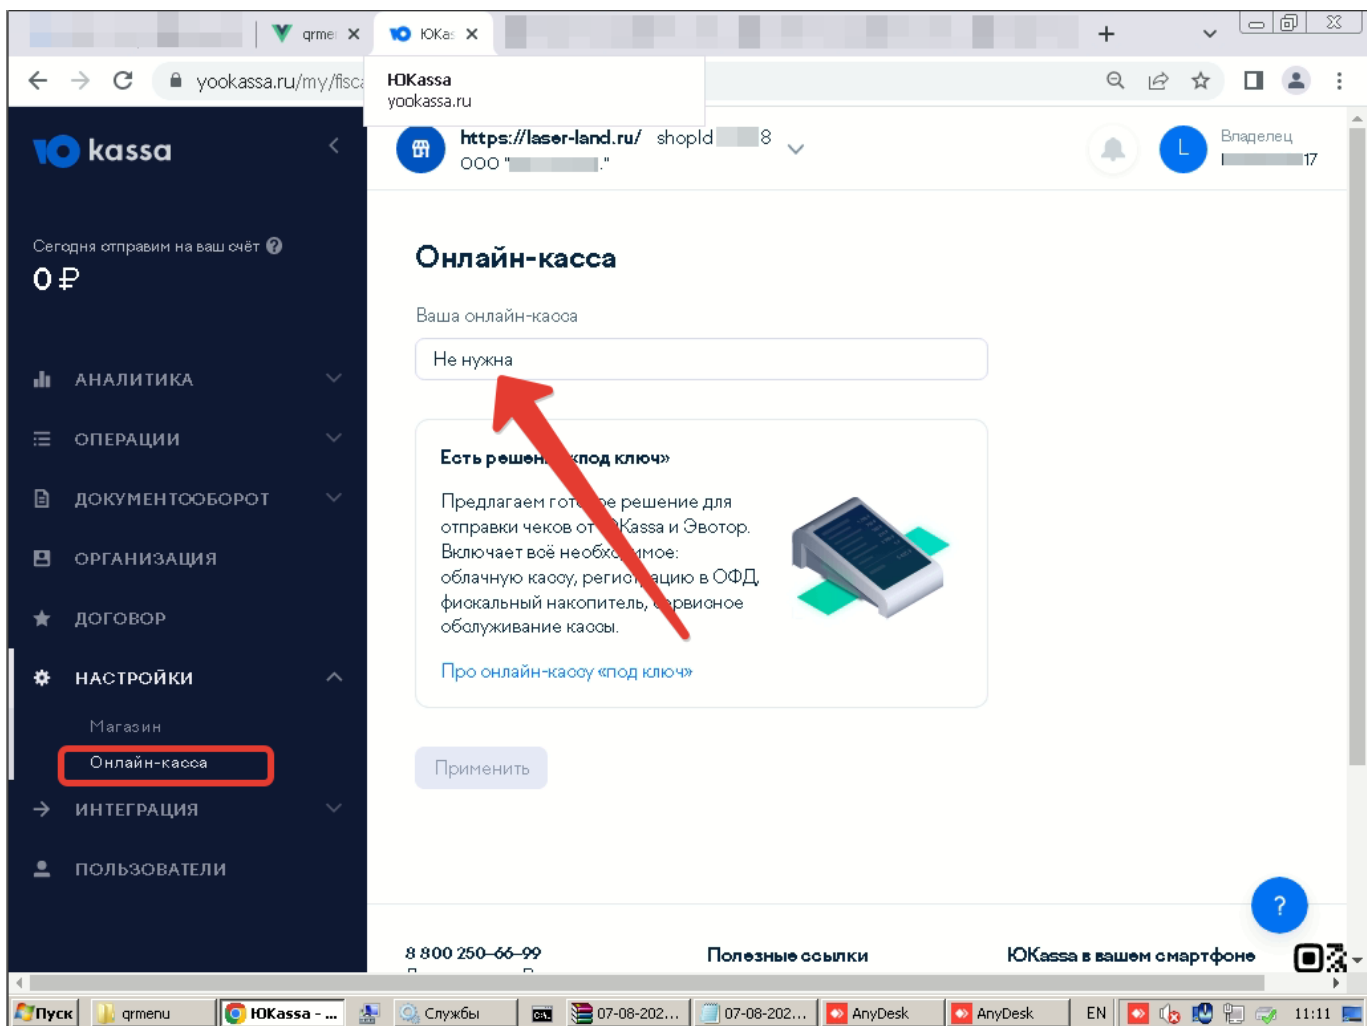 qrme
ЮKas
yookassa.ru/my/fisca
ЮKassa
yookassa.ru
Ю kassa
https://laser-land.ru/ shopId 8
ООО " ."
L
Владелец
17
Сегодня отправим на ваш счёт ?
0 ₽
АНАЛИТИКА
ОПЕРАЦИИ
ДОКУМЕНТООБОРОТ
ОРГАНИЗАЦИЯ
ДОГОВОР
НАСТРОЙКИ
Магазин
Онлайн-касса
ИНТЕГРАЦИЯ
ПОЛЬЗОВАТЕЛИ
Онлайн-касса
Ваша онлайн-касса
Не нужна
Есть решен «под ключ»
Предлагаем гот е решение для
отправки чеков от Kassa и Эвотор.
Включает всё необх имое:
облачную кассу, регис ацию в ОФД,
фискальный накопитель, рвисное
обслуживание кассы.
Про онлайн-кассу «под ключ»
Применить
?
8 800 250-66-99
Полезные ссылки
ЮKassa в вашем смартфоне
Пуск
qrmenu
ЮKassa - ...
Службы
07-08-202...
07-08-202...
AnyDesk
AnyDesk
EN
11:11